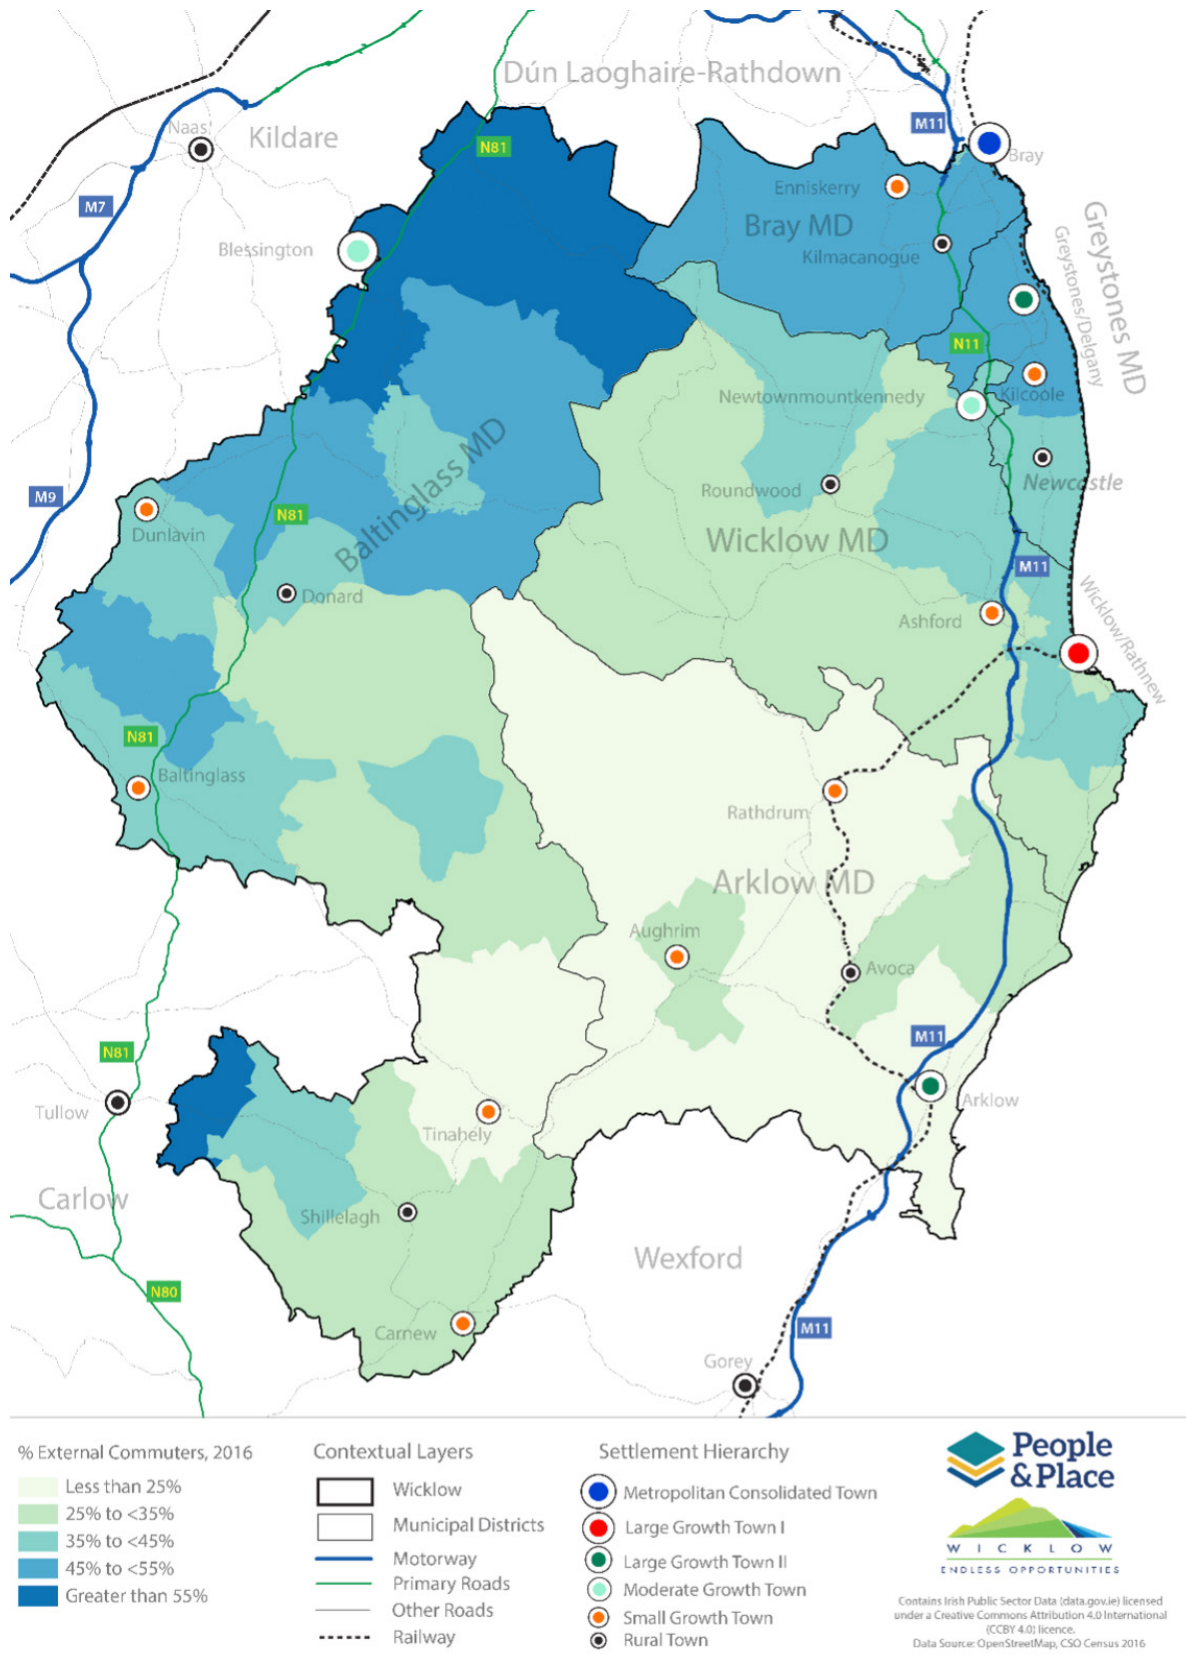 Dún Laoghaire-Rathdown
M11
Naas
Kildare
N81
Bray
Enniskerry
M7
Bray MD
Greystones MD
Greystones/Delgany
Blessington
Kilmacanogue
N11
Newtownmountkennedy
Kilcoole
Baltinglass MD
Newcastle
Roundwood
M9
N81
Dunlavin
Wicklow MD
M11
Donard
Wicklow/Rathnew
Ashford
N81
Baltinglass
Rathdrum
Arklow MD
Aughrim
Avoca
M11
N81
Tullow
Arklow
Tinahely
Carlow
Shillelagh
Wexford
N80
M11
Carnew
Gorey
% External Commuters, 2016
Less than 25%
25% to <35%
35% to <45%
45% to <55%
Greater than 55%
Contextual Layers
Wicklow
Municipal Districts
Motorway
Primary Roads
Other Roads
Railway
Settlement Hierarchy
Metropolitan Consolidated Town
Large Growth Town I
Large Growth Town II
Moderate Growth Town
Small Growth Town
Rural Town
People
& Place
WICKLOW
ENDLESS OPPORTUNITIES
Contains Irish Public Sector Data (data.gov.ie) licensed
under a Creative Commons Attribution 4.0 International
(CCBY 4.0) licence.
Data Source: OpenStreetMap, CSO Census 2016